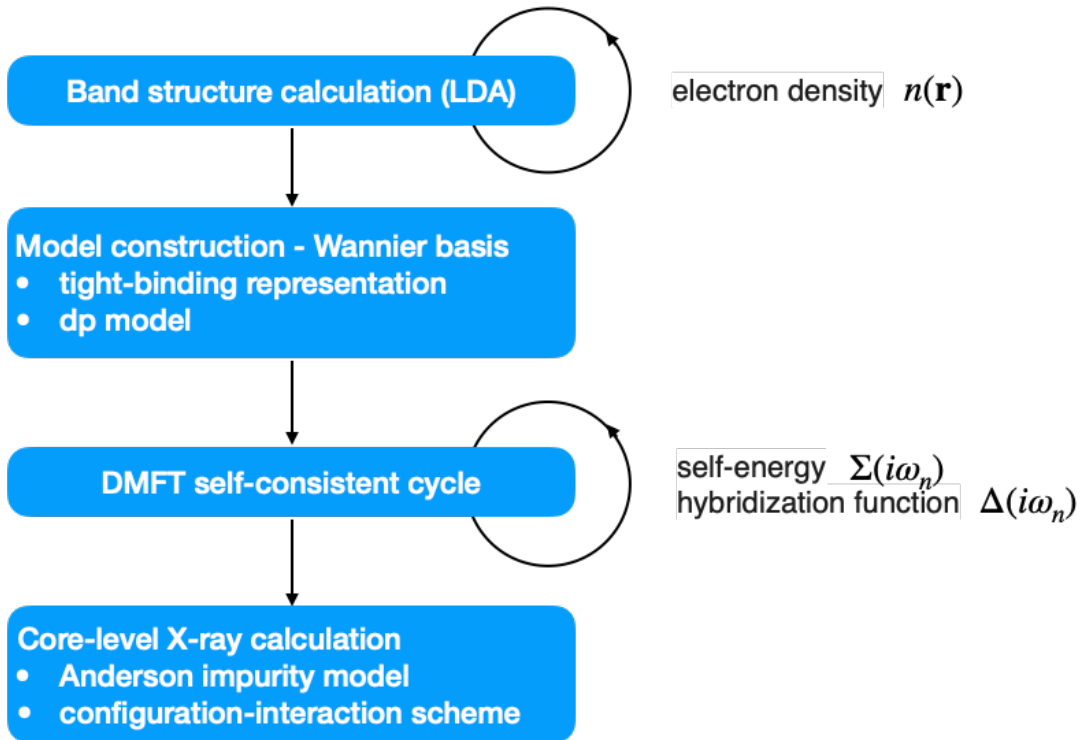 Band structure calculation (LDA)
electron density n(r)
Model construction - Wannier basis
• tight-binding representation
• dp model
DMFT self-consistent cycle
self-energy Σ(iωₙ)
hybridization function Δ(iωₙ)
Core-level X-ray calculation
• Anderson impurity model
• configuration-interaction scheme